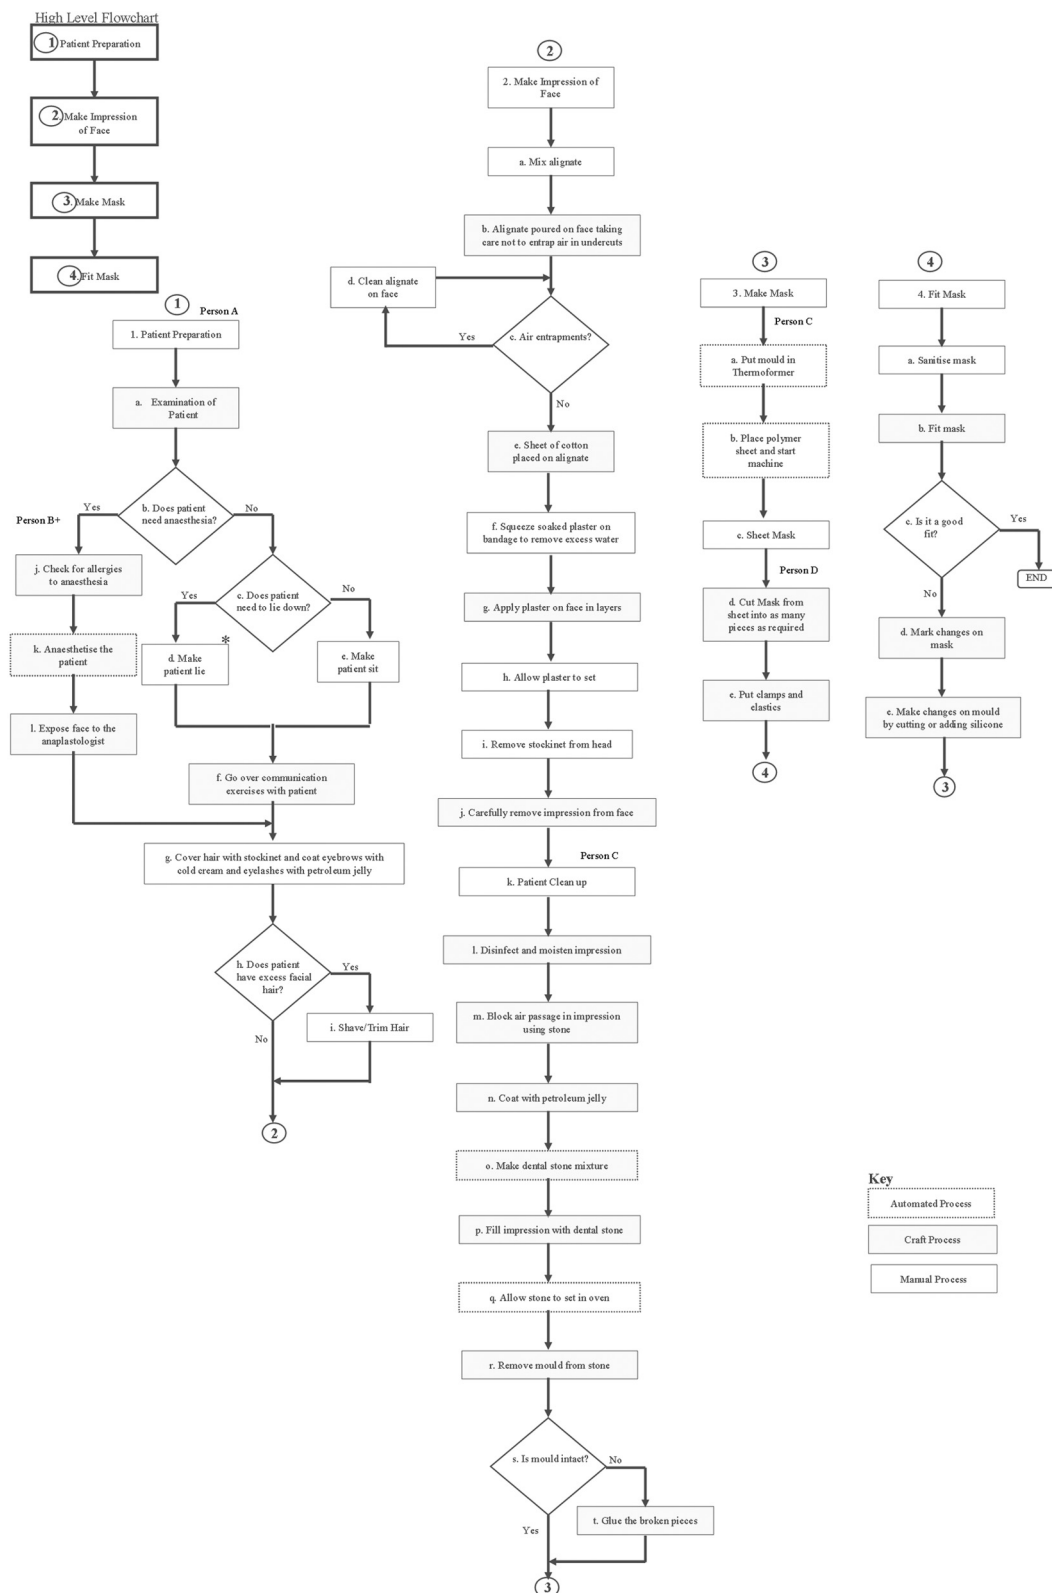 High Level Flowchart
1 Patient Preparation
2. Make Impression
of Face
3. Make Mask
4. Fit Mask
1
Person A
1. Patient Preparation
a. Examination of
Patient
b. Does patient
need anaesthesia?
Yes
No
Person B+
j. Check for allergies
to anaesthesia
k. Anaesthetise the
patient
l. Expose face to the
anaplastologist
c. Does patient
need to lie down?
Yes
No
d. Make
patient lie
*
e. Make
patient sit
f. Go over communication
exercises with patient
g. Cover hair with stockinet and coat eyebrows with
cold cream and eyelashes with petroleum jelly
h. Does patient
have excess facial
hair?
Yes
No
i. Shave/Trim Hair
2
2
2. Make Impression of
Face
a. Mix alignate
b. Alignate poured on face taking
care not to entrap air in undercuts
d. Clean alignate
on face
Yes
c. Air entrapments?
No
e. Sheet of cotton
placed on alignate
f. Squeeze soaked plaster on
bandage to remove excess water
g. Apply plaster on face in layers
h. Allow plaster to set
i. Remove stockinet from head
j. Carefully remove impression from face
Person C
k. Patient Clean up
l. Disinfect and moisten impression
m. Block air passage in impression
using stone
n. Coat with petroleum jelly
o. Make dental stone mixture
p. Fill impression with dental stone
q. Allow stone to set in oven
r. Remove mould from stone
s. Is mould intact?
No
Yes
t. Glue the broken pieces
3
3
3. Make Mask
Person C
a. Put mould in
Thermoformer
b. Place polymer
sheet and start
machine
c. Sheet Mask
Person D
d. Cut Mask from
sheet into as many
pieces as required
e. Put clamps and
elastics
4
4
4. Fit Mask
a. Sanitise mask
b. Fit mask
c. Is it a good
fit?
Yes
END
No
d. Mark changes on
mask
e. Make changes on mould
by cutting or adding silicone
3
Key
Automated Process
Craft Process
Manual Process